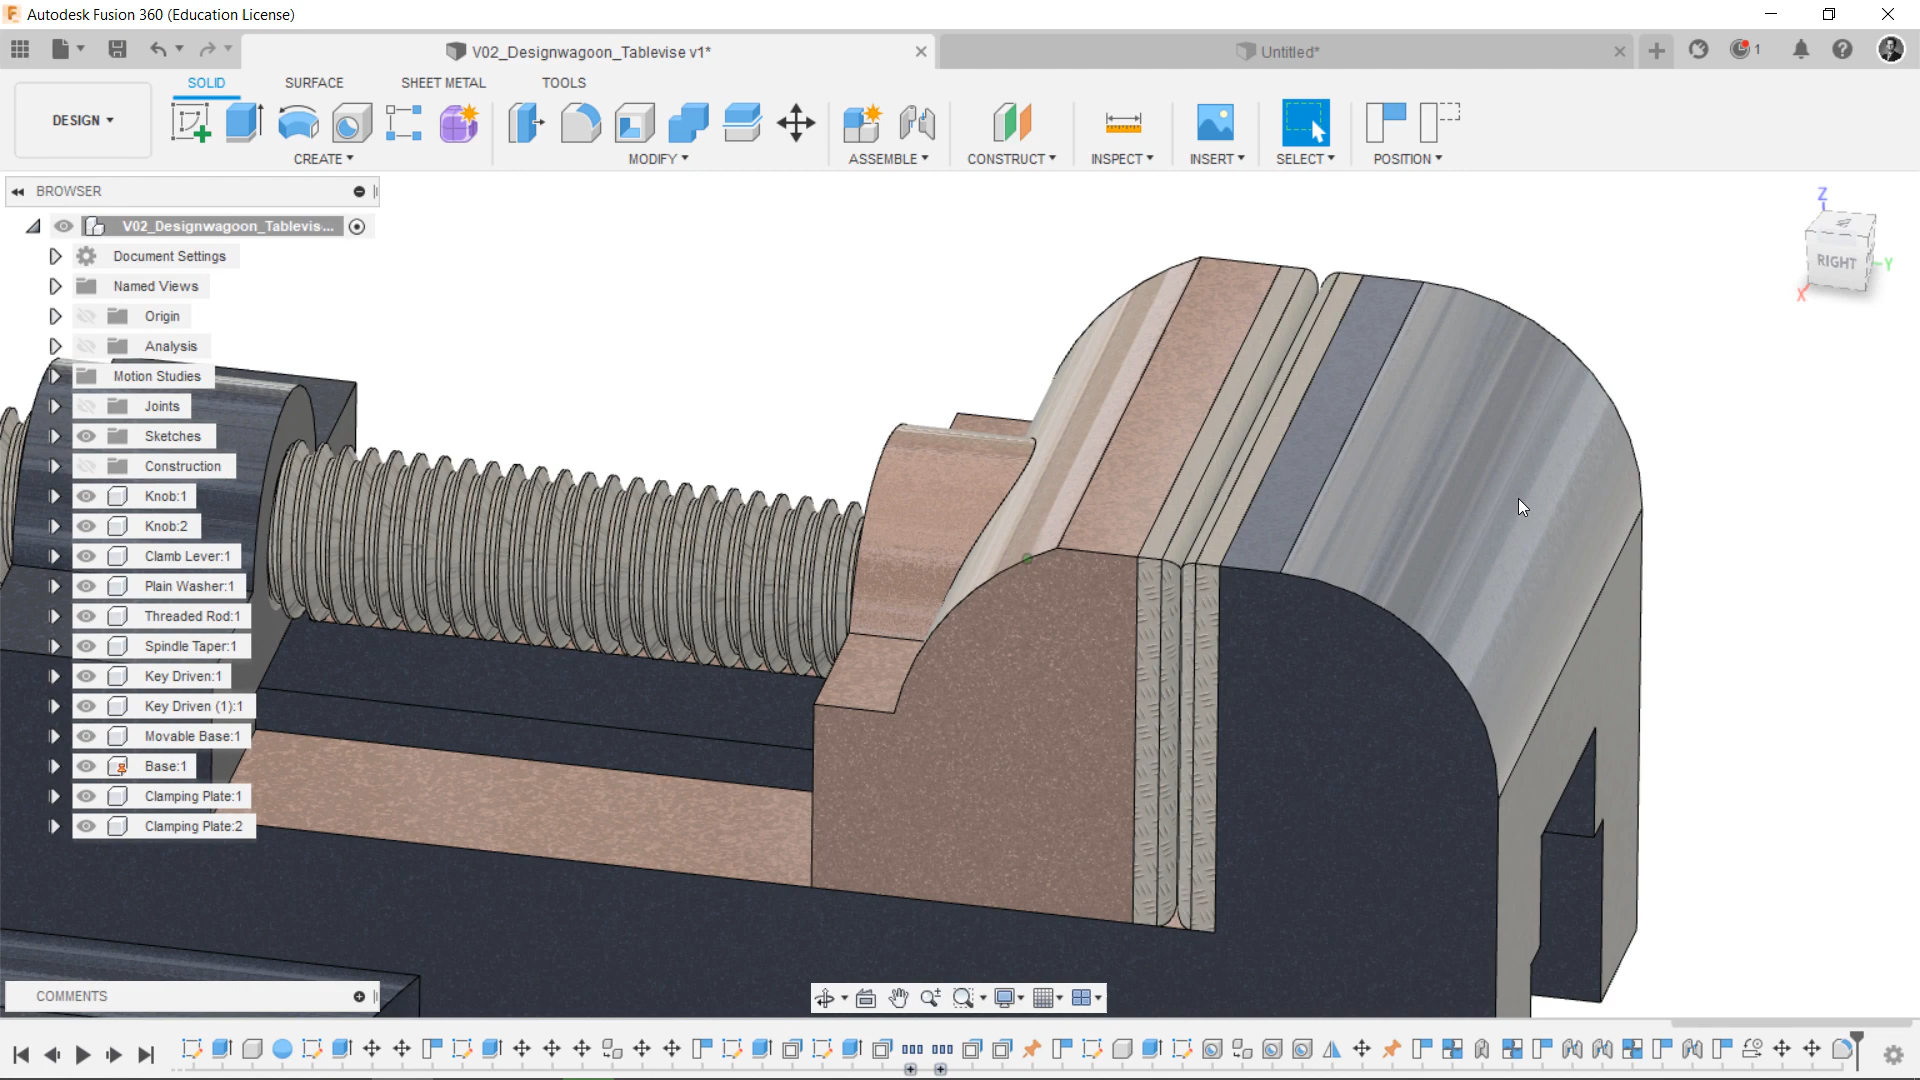 Autodesk Fusion 360 (Education License)
V02_Designwagoon_Tablevise v1*
Untitled*
1
DESIGN
SOLID
SURFACE
SHEET METAL
TOOLS
CREATE
MODIFY
ASSEMBLE
CONSTRUCT
INSPECT
INSERT
SELECT
POSITION
BROWSER
V02_Designwagoon_Tablevis...
Document Settings
Named Views
Origin
Analysis
Motion Studies
Joints
Sketches
Construction
Knob:1
Knob:2
Clamb Lever:1
Plain Washer:1
Threaded Rod:1
Spindle Taper:1
Key Driven:1
Key Driven (1):1
Movable Base:1
Base:1
Clamping Plate:1
Clamping Plate:2
Z
RIGHT
Y
X
COMMENTS